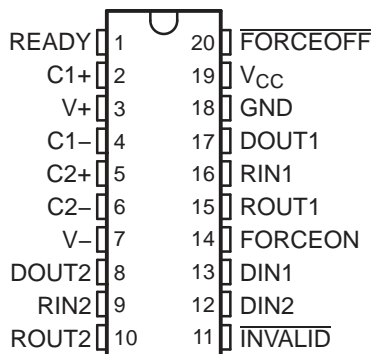 READY 1 20 FORCEOFF
C1+ 2 19 VCC
V+ 3 18 GND
C1− 4 17 DOUT1
C2+ 5 16 RIN1
C2− 6 15 ROUT1
V− 7 14 FORCEON
DOUT2 8 13 DIN1
RIN2 9 12 DIN2
ROUT2 10 11 INVALID